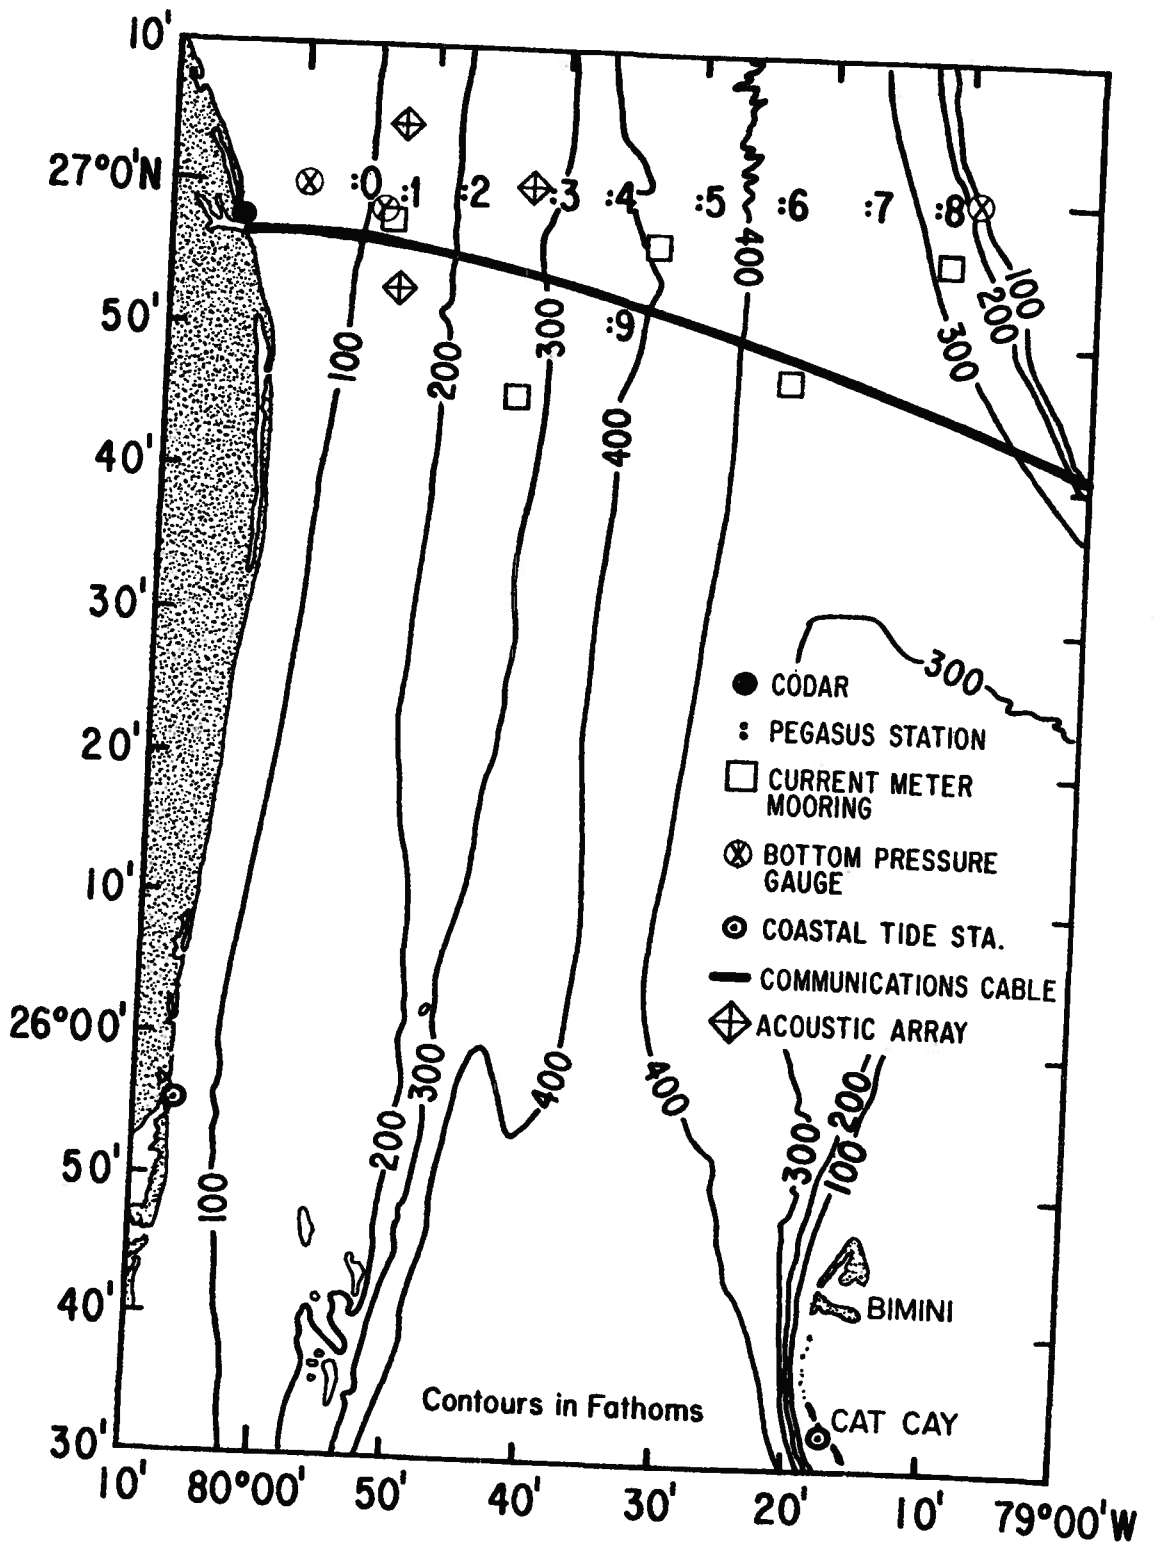 10'
27°0'N
:0
:1
:2
:3
:4
:5
:6
:7
:8
400
100
200
300
50'
:9
300
100
200
400
40'
30'
300
CODAR
20'
: PEGASUS STATION
CURRENT METER
MOORING
10'
BOTTOM PRESSURE
GAUGE
COASTAL TIDE STA.
COMMUNICATIONS CABLE
26°00'
ACOUSTIC ARRAY
300
400
400
200
200
300
100
50'
100
40'
BIMINI
Contours in Fathoms
CAT CAY
30'
10' 80°00' 50' 40' 30' 20' 10' 79°00'W